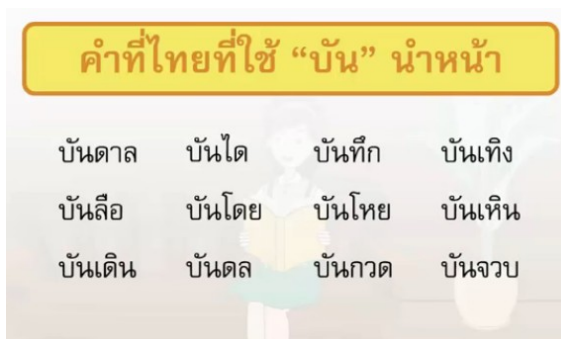 คำที่ไทยที่ใช้ “บัน” นำหน้า
บันดาล บันได บันทึก บันเทิง
บันลือ บันโดย บันโหย บันเหิน
บันเดิน บันดล บันกวด บันจวบ